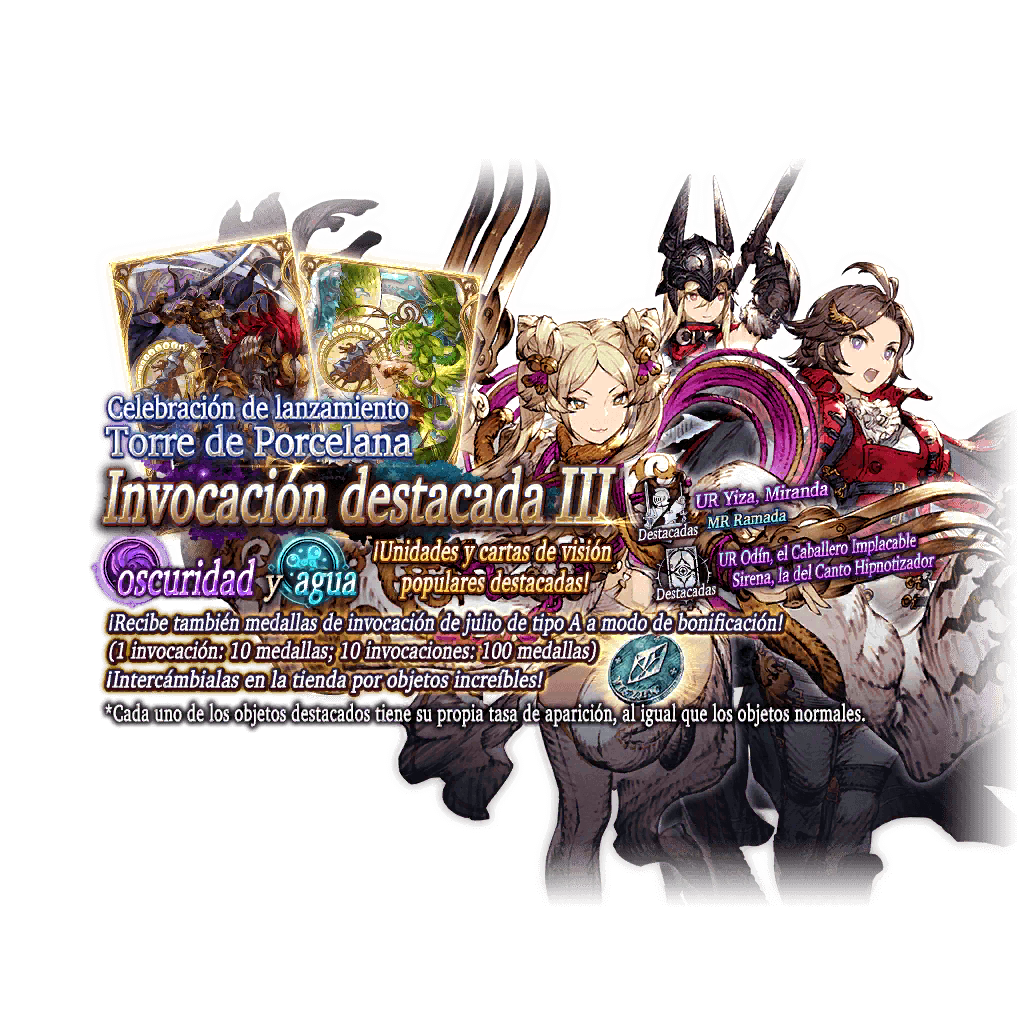 Celebración de lanzamiento
Torre de Porcelana
Invocación destacada III
oscuridad y agua
¡Unidades y cartas de visión
populares destacadas!
Destacadas
UR Yiza, Miranda
MR Ramada
Destacadas
UR Odín, el Caballero Implacable
Sirena, la del Canto Hipnotizador
¡Recibe también medallas de invocación de julio de tipo A a modo de bonificación!
(1 invocación: 10 medallas; 10 invocaciones: 100 medallas)
¡Intercámbialas en la tienda por objetos increíbles!
*Cada uno de los objetos destacados tiene su propia tasa de aparición, al igual que los objetos normales.